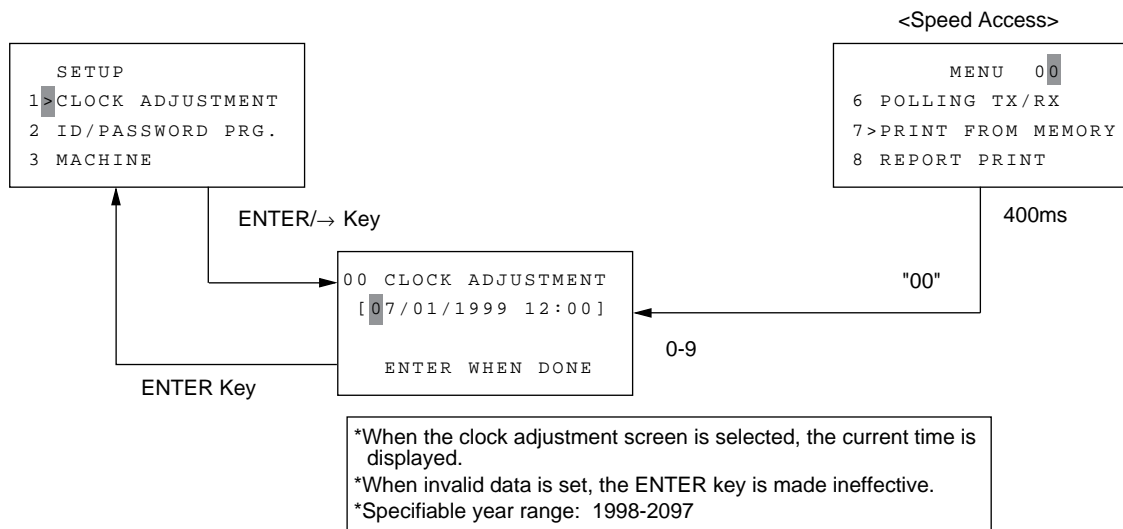 <Speed Access>
SETUP
1>CLOCK ADJUSTMENT
2 ID/PASSWORD PRG.
3 MACHINE
MENU 00
6 POLLING TX/RX
7>PRINT FROM MEMORY
8 REPORT PRINT
ENTER/→ Key
400ms
00 CLOCK ADJUSTMENT
[07/01/1999 12:00]
ENTER WHEN DONE
"00"
0-9
ENTER Key
*When the clock adjustment screen is selected, the current time is
displayed.
*When invalid data is set, the ENTER key is made ineffective.
*Specifiable year range: 1998-2097